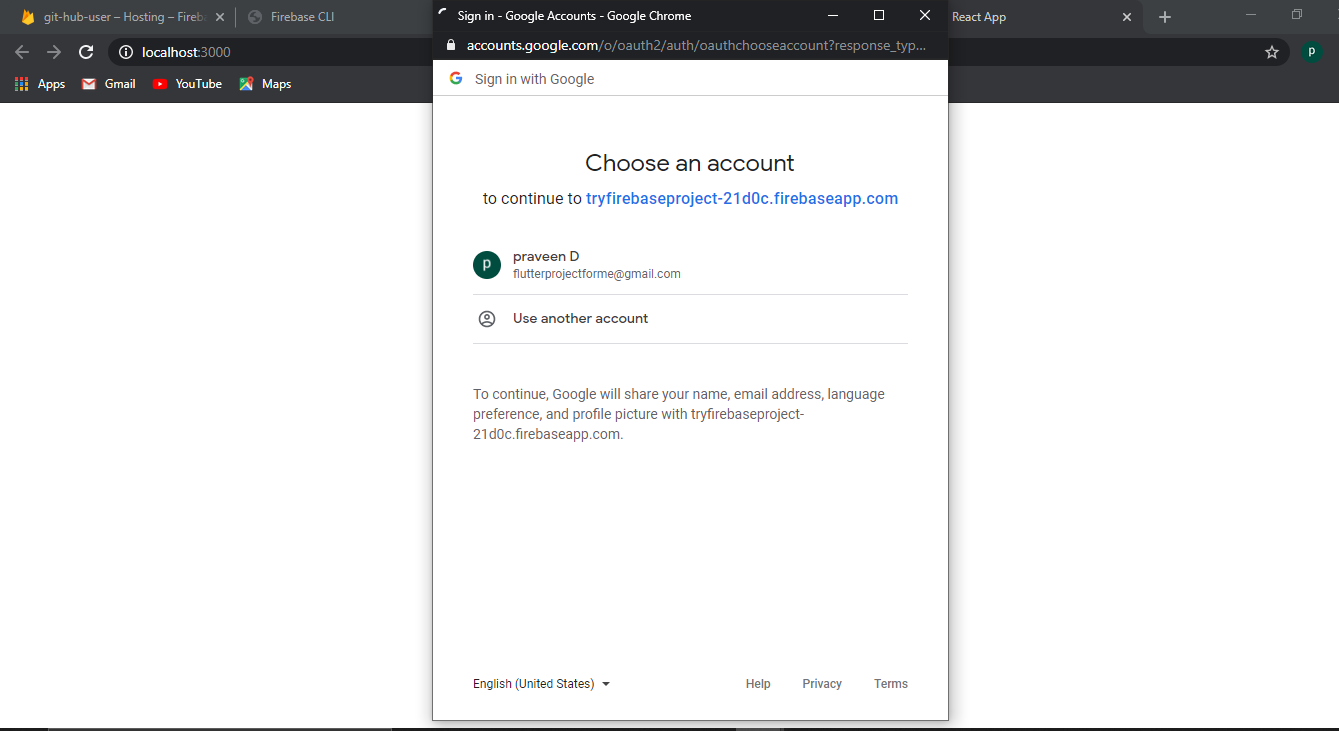 git-hub-user – Hosting – Fireba
Firebase CLI
Sign in - Google Accounts - Google Chrome
React App
localhost:3000
accounts.google.com/o/oauth2/auth/oauthchooseaccount?response_typ...
P
Apps
Gmail
YouTube
Maps
Sign in with Google
Choose an account
to continue to tryfirebaseproject-21d0c.firebaseapp.com
P
praveen D
flutterprojectforme@gmail.com
Use another account
To continue, Google will share your name, email address, language
preference, and profile picture with tryfirebaseproject-
21d0c.firebaseapp.com.
English (United States)
Help
Privacy
Terms